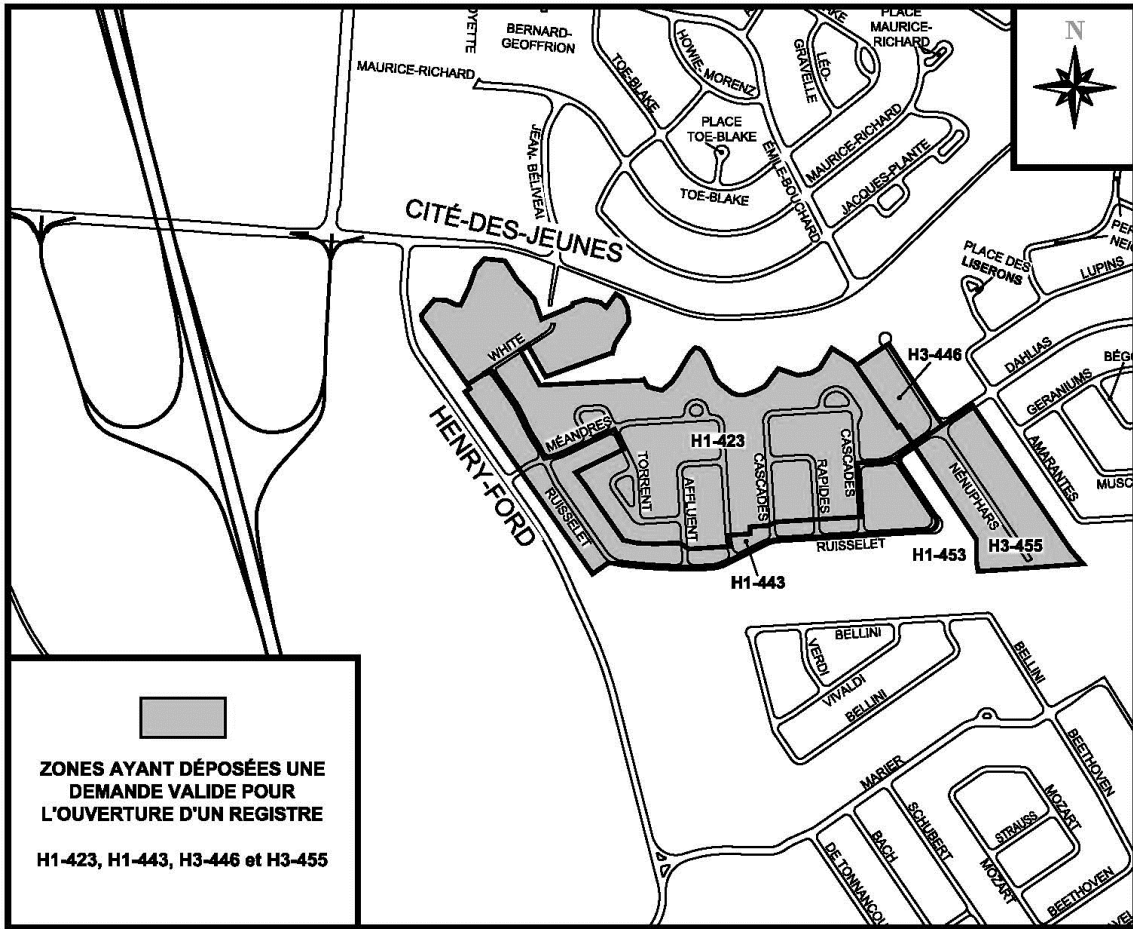 BERNARD-
GEOFFRION
MAURICE-RICHARD
TOE-BLAKE
HOWIE-MORENZ
LÉO-
GRAVELLE
PLACE
MAURICE-
RICHARD
N
JEAN-BÉLIVEAU
PLACE
TOE-BLAKE
TOE-BLAKE
ÉMILE-BOUCHARD
MAURICE-RICHARD
JACQUES-PLANTE
CITÉ-DES-JEUNES
PLACE DES
LISERONS
LUPINS
DAHLIAS
GERANIUMS
AMARANTES
WHITE
H3-446
HENRY-FORD
MÉANDRES
H1-423
TORRENT
AFFLUENT
CASCADES
RAPIDES
CASCADES
RUISSELET
RUISSELET
NÉNUPHARS
H1-443
H1-453
H3-455
BELLINI
VERDI
VIVALDI
BELLINI
BELLINI
BEETHOVEN
MARIER
SCHUBERT
BACH
STRAUSS
MOZART
MOZART
BEETHOVEN
ZONES AYANT DÉPOSÉES UNE
DEMANDE VALIDE POUR
L'OUVERTURE D'UN REGISTRE
H1-423, H1-443, H3-446 et H3-455